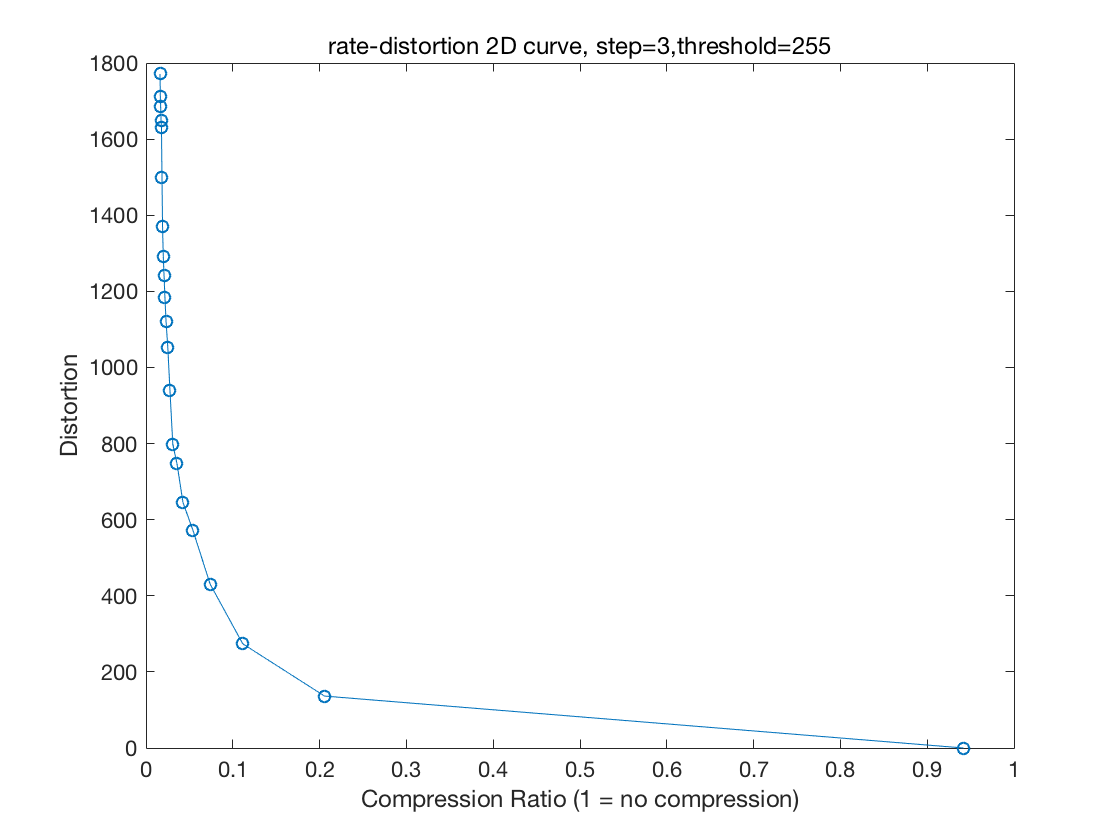 rate-distortion 2D curve, step=3,threshold=255
1800
1600
1400
1200
1000
800
600
400
200
0
Distortion
0 0.1 0.2 0.3 0.4 0.5 0.6 0.7 0.8 0.9 1
Compression Ratio (1 = no compression)